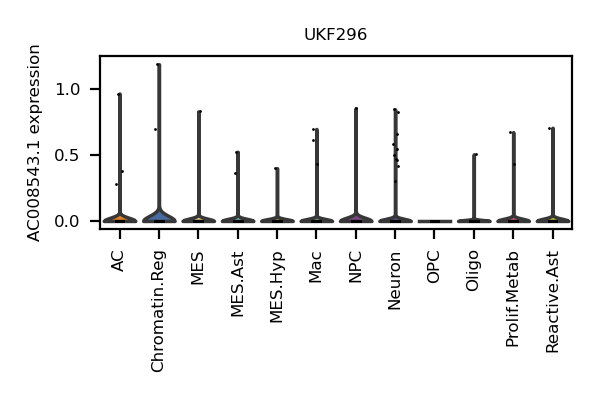 UKF296
AC008543.1 expression
1.0
0.5
0.0
AC
Chromatin.Reg
MES
MES.Ast
MES.Hyp
Mac
NPC
Neuron
OPC
Oligo
Prolif.Metab
Reactive.Ast